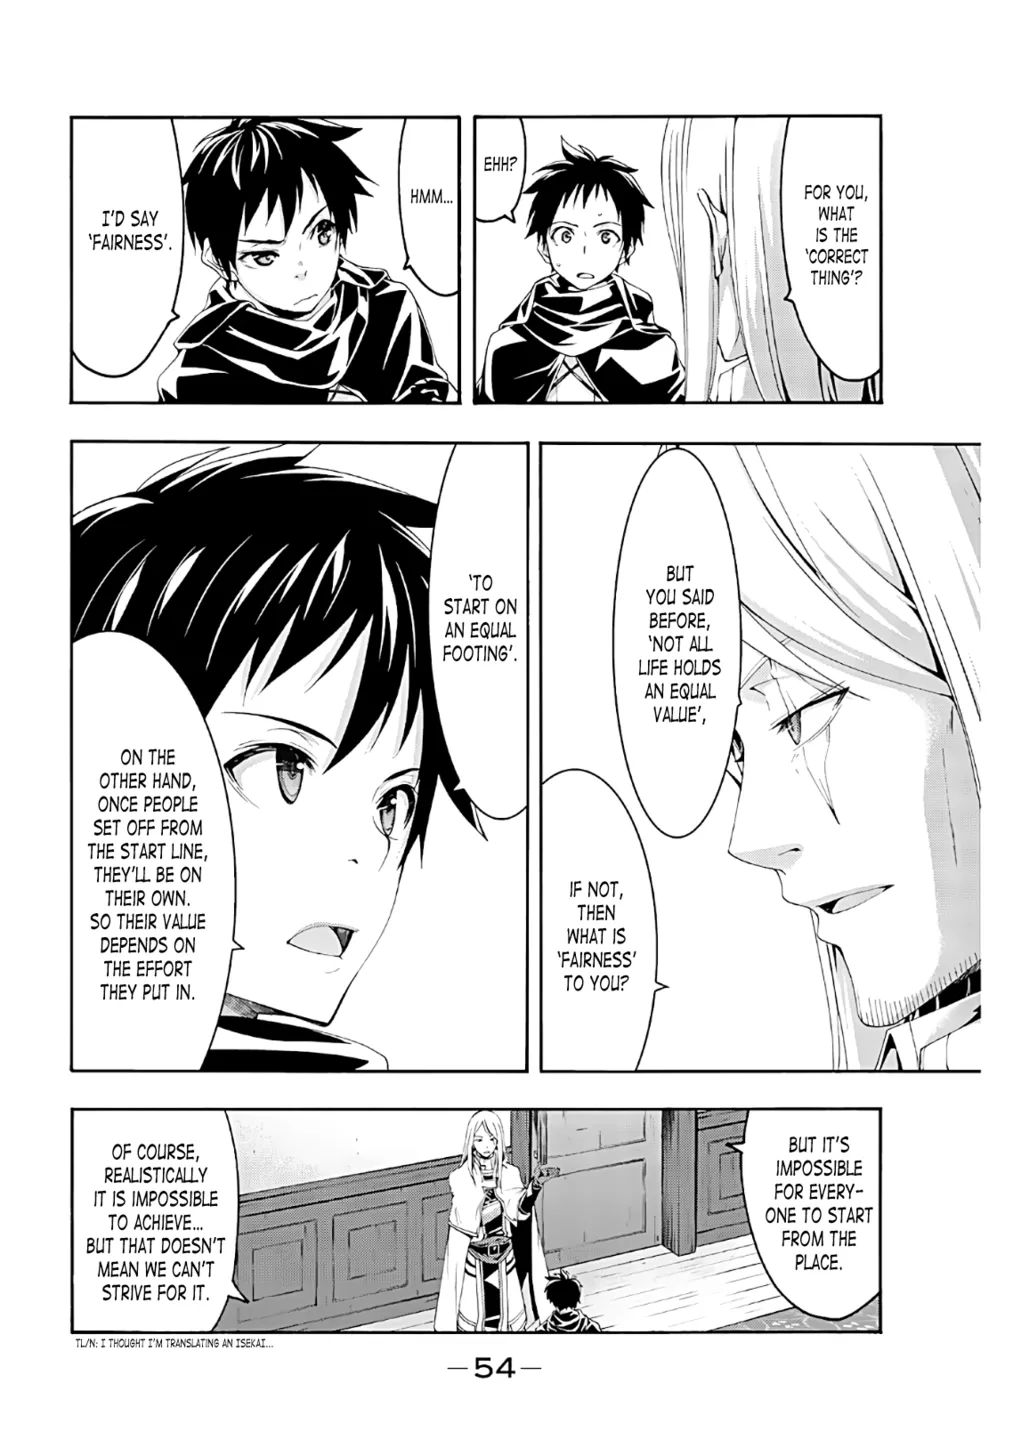 FOR YOU,
WHAT
IS THE
'CORRECT
THING'?
EHH?
HMM...
I'D SAY
'FAIRNESS'.
BUT
YOU SAID
BEFORE,
'NOT ALL
LIFE HOLDS
AN EQUAL
VALUE',
IF NOT,
THEN
WHAT IS
'FAIRNESS'
TO YOU?
'TO
START ON
AN EQUAL
FOOTING'.
ON THE
OTHER HAND,
ONCE PEOPLE
SET OFF FROM
THE START LINE,
THEY'LL BE ON
THEIR OWN.
SO THEIR VALUE
DEPENDS ON
THE EFFORT
THEY PUT IN.
BUT IT'S
IMPOSSIBLE
FOR EVERY-
ONE TO START
FROM THE
PLACE.
OF COURSE,
REALISTICALLY
IT IS IMPOSSIBLE
TO ACHIEVE...
BUT THAT DOESN'T
MEAN WE CAN'T
STRIVE FOR IT.
TL/N: I THOUGHT I'M TRANSLATING AN ISEKAI...
—54—